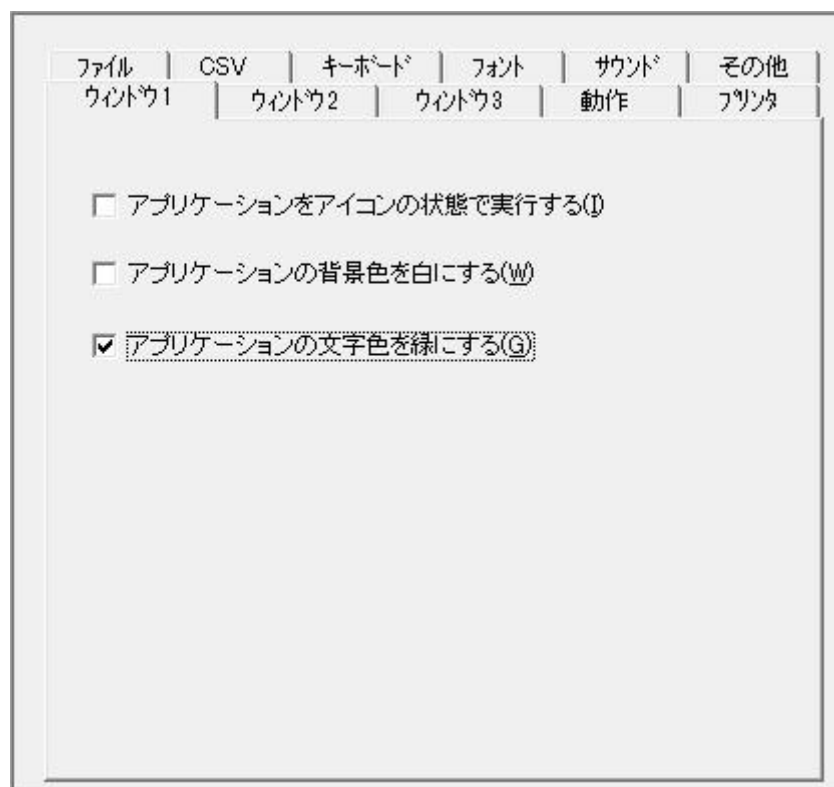 ファイル CSV キーボード フォント サウンド その他
ウィンドウ1 ウィンドウ2 ウィンドウ3 動作 プリンタ
アプリケーションをアイコンの状態で実行する(I)
アプリケーションの背景色を白にする(W)
アプリケーションの文字色を緑にする(G)